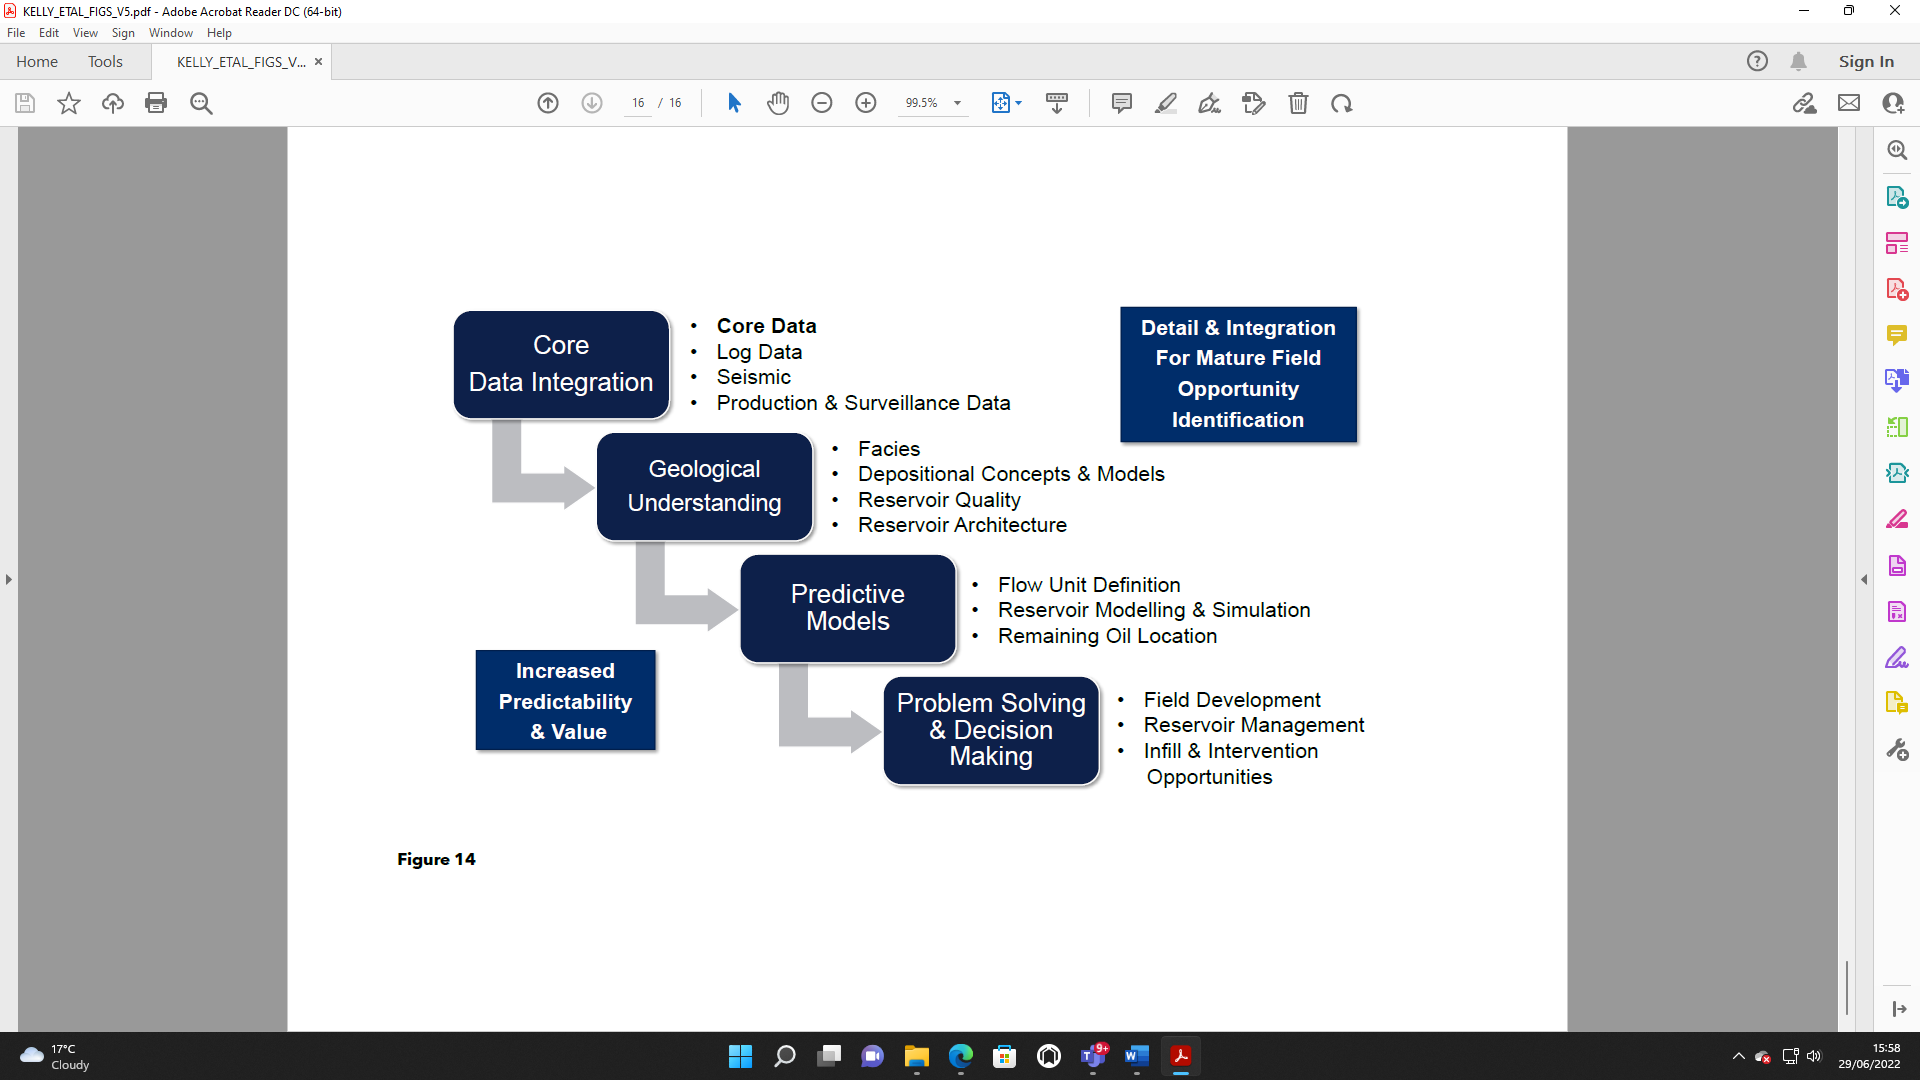 KELLY_ETAL_FIGS_V5.pdf - Adobe Acrobat Reader DC (64-bit)
File Edit View Sign Window Help
Home Tools KELLY_ETAL_FIGS_V... × Sign In
16 / 16 99.5%
Core
Data Integration
• Core Data
• Log Data
• Seismic
• Production & Surveillance Data
Detail & Integration
For Mature Field
Opportunity
Identification
Geological
Understanding
• Facies
• Depositional Concepts & Models
• Reservoir Quality
• Reservoir Architecture
Predictive
Models
• Flow Unit Definition
• Reservoir Modelling & Simulation
• Remaining Oil Location
Increased
Predictability
& Value
Problem Solving
& Decision
Making
• Field Development
• Reservoir Management
• Infill & Intervention
Opportunities
Figure 14
17°C
Cloudy
9+
15:58
29/06/2022